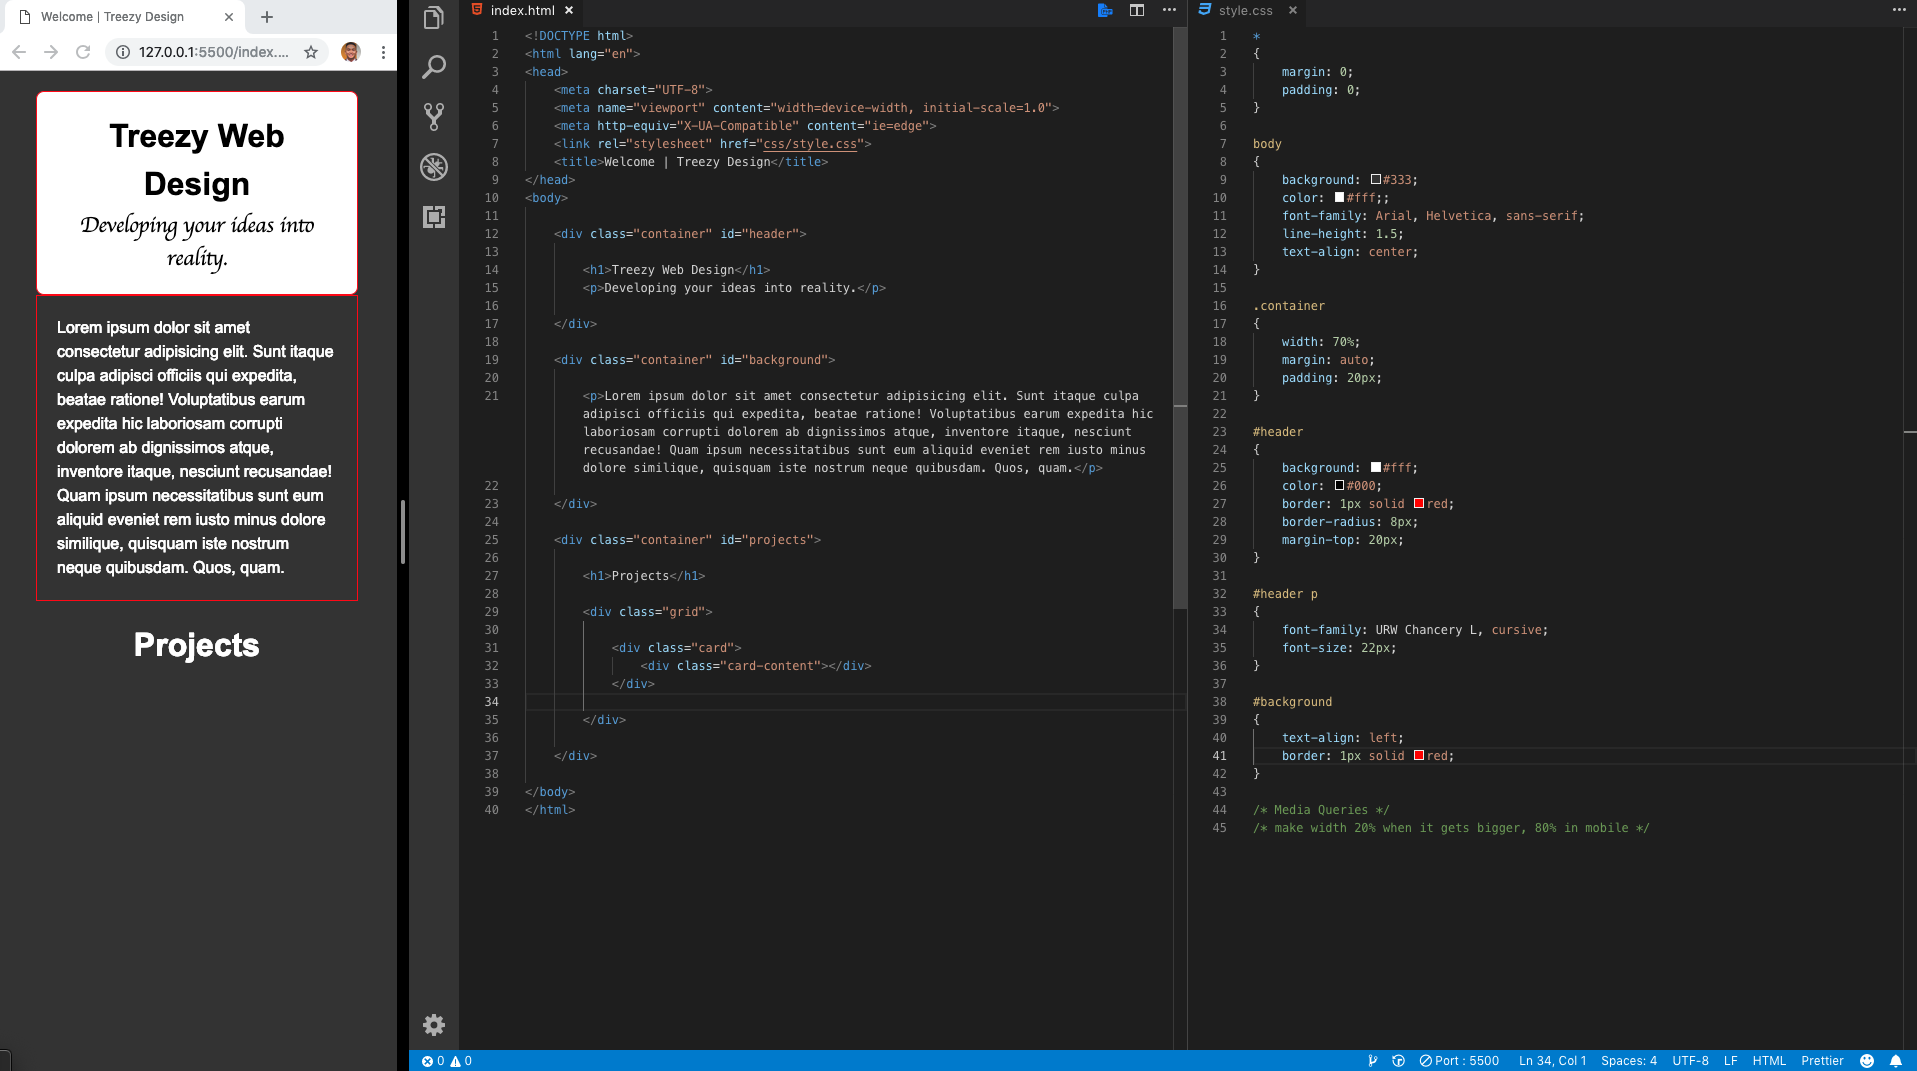 Welcome | Treezy Design
127.0.0.1:5500/index....
Treezy Web
Design
Developing your ideas into
reality.
Lorem ipsum dolor sit amet
consectetur adipisicing elit. Sunt itaque
culpa adipisci officiis qui expedita,
beatae ratione! Voluptatibus earum
expedita hic laboriosam corrupti
dolorem ab dignissimos atque,
inventore itaque, nesciunt recusandae!
Quam ipsum necessitatibus sunt eum
aliquid eveniet rem iusto minus dolore
similique, quisquam iste nostrum
neque quibusdam. Quos, quam.
Projects
index.html
1 <!DOCTYPE html>
2 <html lang="en">
3 <head>
4 <meta charset="UTF-8">
5 <meta name="viewport" content="width=device-width, initial-scale=1.0">
6 <meta http-equiv="X-UA-Compatible" content="ie=edge">
7 <link rel="stylesheet" href="css/style.css">
8 <title>Welcome | Treezy Design</title>
9 </head>
10 <body>
11
12 <div class="container" id="header">
13
14 <h1>Treezy Web Design</h1>
15 <p>Developing your ideas into reality.</p>
16
17 </div>
18
19 <div class="container" id="background">
20
21 <p>Lorem ipsum dolor sit amet consectetur adipisicing elit. Sunt itaque culpa
adipisci officiis qui expedita, beatae ratione! Voluptatibus earum expedita hic
laboriosam corrupti dolorem ab dignissimos atque, inventore itaque, nesciunt
recusandae! Quam ipsum necessitatibus sunt eum aliquid eveniet rem iusto minus
dolore similique, quisquam iste nostrum neque quibusdam. Quos, quam.</p>
22
23 </div>
24
25 <div class="container" id="projects">
26
27 <h1>Projects</h1>
28
29 <div class="grid">
30
31 <div class="card">
32 <div class="card-content"></div>
33 </div>
34
35 </div>
36
37 </div>
38
39 </body>
40 </html>
style.css
1 *
2 {
3 margin: 0;
4 padding: 0;
5 }
6
7 body
8 {
9 background: #333;
10 color: #fff;;
11 font-family: Arial, Helvetica, sans-serif;
12 line-height: 1.5;
13 text-align: center;
14 }
15
16 .container
17 {
18 width: 70%;
19 margin: auto;
20 padding: 20px;
21 }
22
23 #header
24 {
25 background: #fff;
26 color: #000;
27 border: 1px solid red;
28 border-radius: 8px;
29 margin-top: 20px;
30 }
31
32 #header p
33 {
34 font-family: URW Chancery L, cursive;
35 font-size: 22px;
36 }
37
38 #background
39 {
40 text-align: left;
41 border: 1px solid red;
42 }
43
44 /* Media Queries */
45 /* make width 20% when it gets bigger, 80% in mobile */
0 0 Port : 5500 Ln 34, Col 1 Spaces: 4 UTF-8 LF HTML Prettier